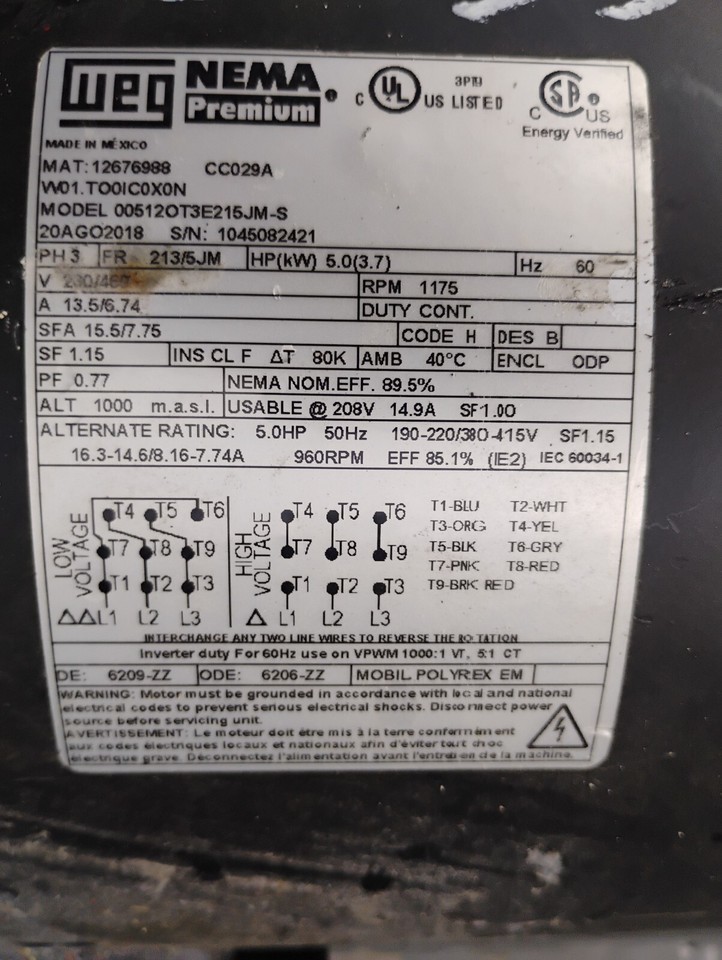 weg NEMA Premium
C UL US LISTED 3PT9
C SA US
Energy Verified
MADE IN MÉXICO
MAT: 12676988 CC029A
W01.TO0IC0X0N
MODEL 00512OT3E215JM-S
20AGO2018 S/N: 1045082421
PH 3 FR 213/5JM HP(kW) 5.0(3.7) Hz 60
V 230/460 RPM 1175
A 13.5/6.74 DUTY CONT.
SFA 15.5/7.75 CODE H DES B
SF 1.15 INS CL F ΔT 80K AMB 40°C ENCL ODP
PF 0.77 NEMA NOM.EFF. 89.5%
ALT 1000 m.a.s.l. USABLE @ 208V 14.9A SF1.00
ALTERNATE RATING: 5.0HP 50Hz 190-220/380-415V SF1.15
16.3-14.6/8.16-7.74A 960RPM EFF 85.1% (IE2) IEC 60034-1
LOW VOLTAGE
T4 T5 T6
T7 T8 T9
T1 T2 T3
ΔΔ L1 L2 L3
HIGH VOLTAGE
T4 T5 T6
T7 T8 T9
T1 T2 T3
Δ L1 L2 L3
T1-BLU T2-WHT
T3-ORG T4-YEL
T5-BLK T6-GRY
T7-PNK T8-RED
T9-BRK RED
INTERCHANGE ANY TWO LINE WIRES TO REVERSE THE ROTATION
Inverter duty For 60Hz use on VPWM 1000:1 VT, 5:1 CT
DE: 6209-ZZ ODE: 6206-ZZ MOBIL POLYREX EM
WARNING: Motor must be grounded in accordance with local and national
electrical codes to prevent serious electrical shocks. Disconnect power
source before servicing unit.
AVERTISSEMENT: Le moteur doit être mis à la terre conformément
aux codes électriques locaux et nationaux afin d'éviter tout choc
électrique grave. Déconnectez l'alimentation avant l'entretien de la machine.